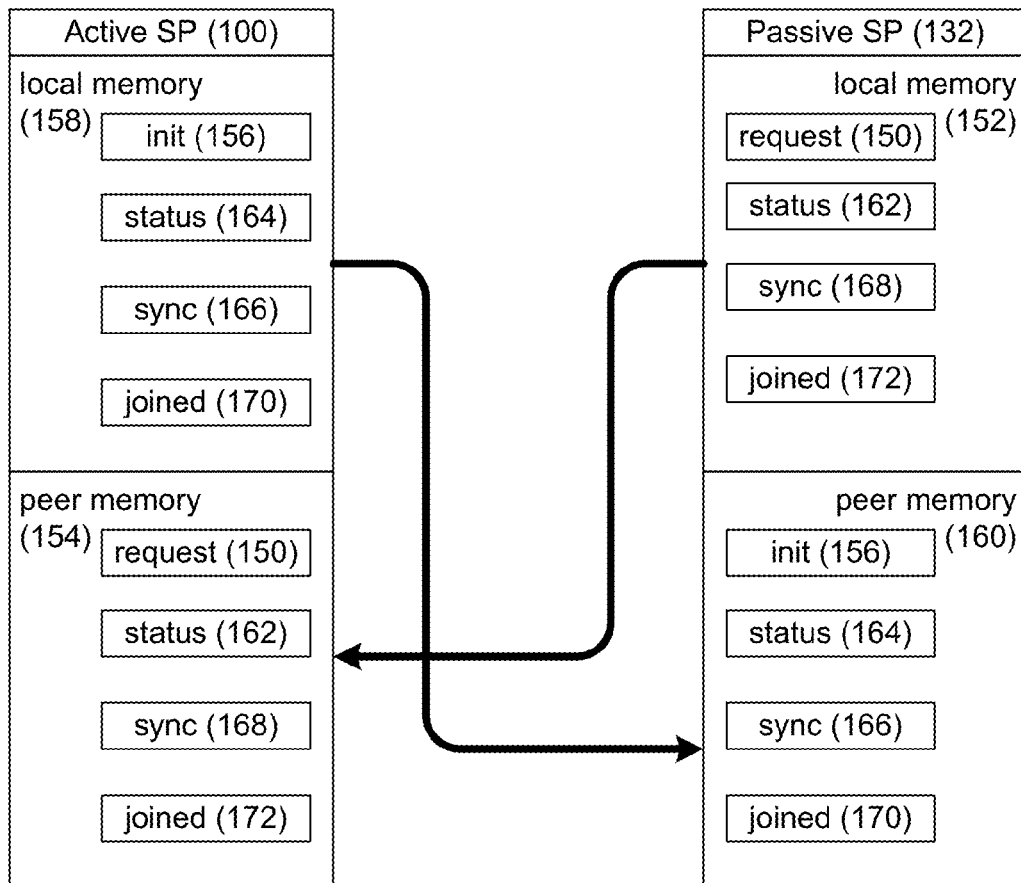 Active SP (100)
local memory
(158)
init (156)
status (164)
sync (166)
joined (170)
peer memory
(154)
request (150)
status (162)
sync (168)
joined (172)
Passive SP (132)
local memory
(152)
request (150)
status (162)
sync (168)
joined (172)
peer memory
(160)
init (156)
status (164)
sync (166)
joined (170)